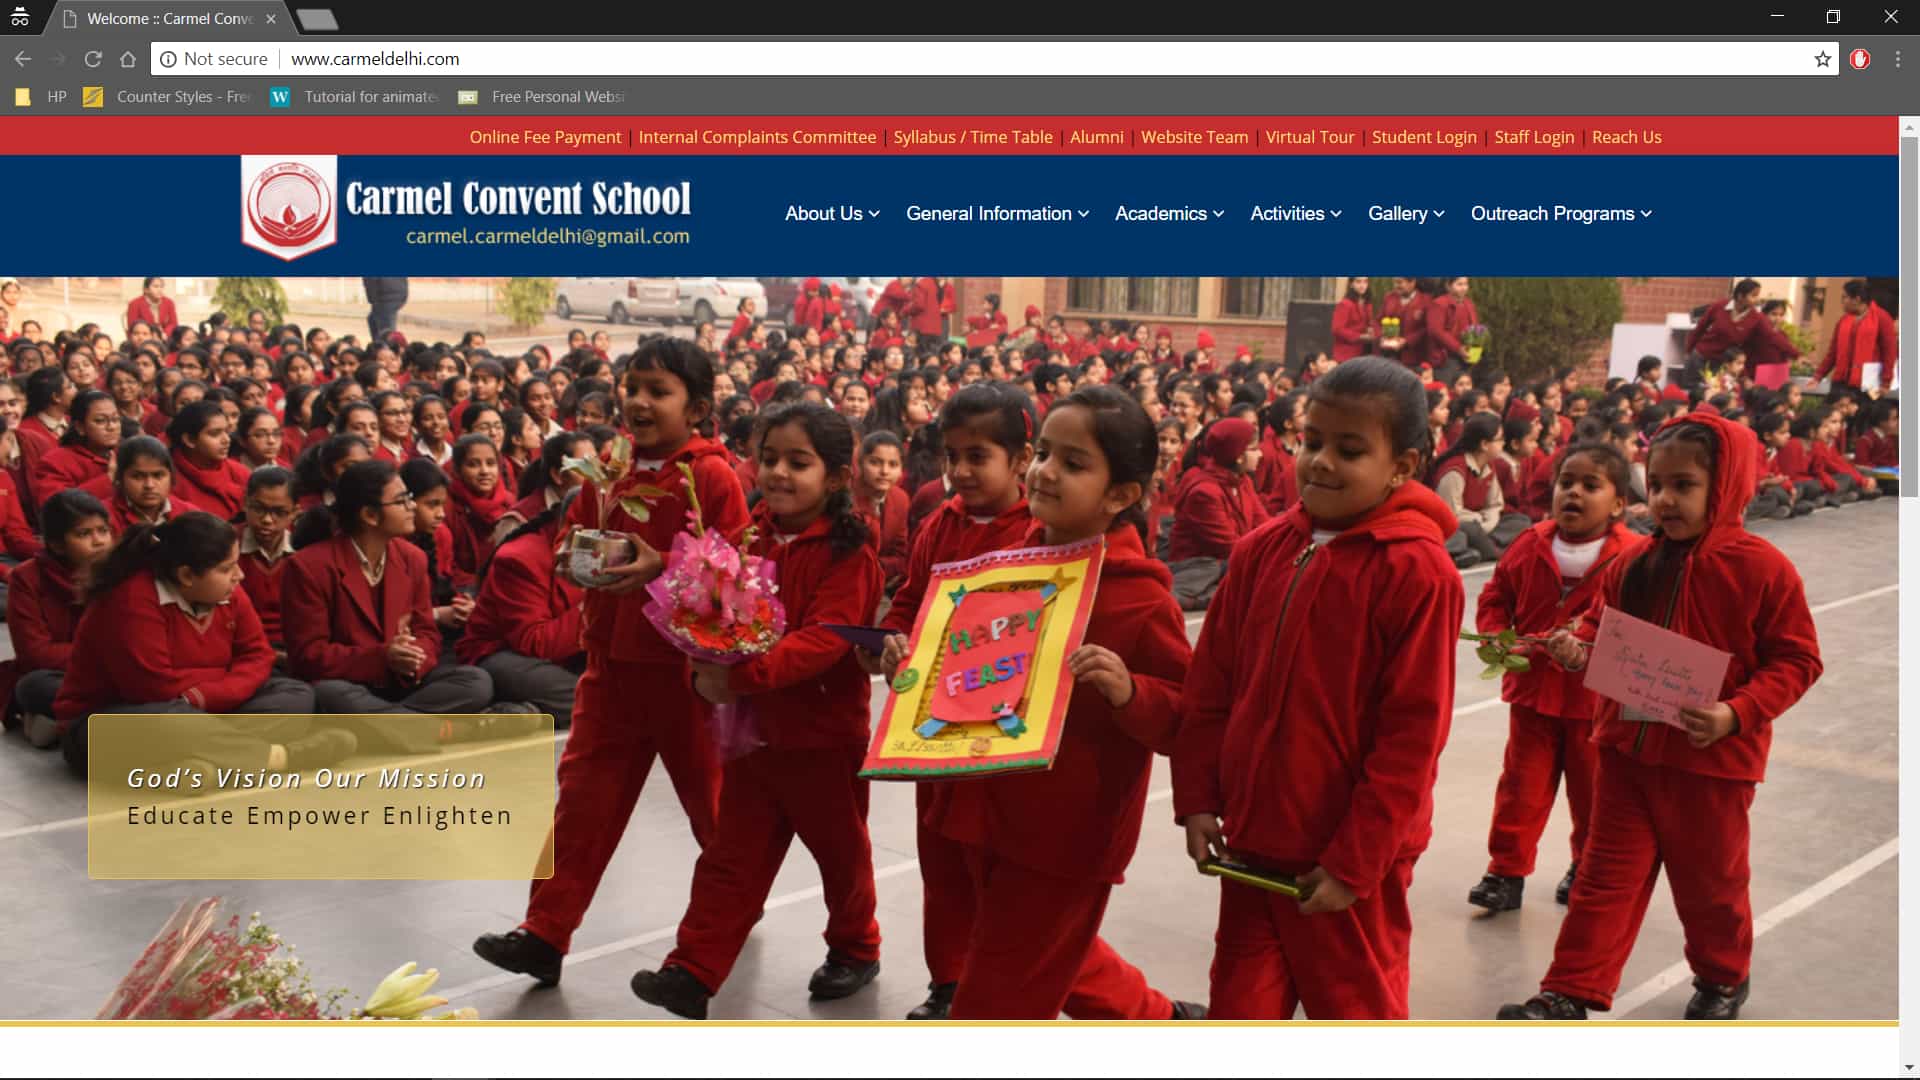 Welcome :: Carmel Conve
Not secure
www.carmeldelhi.com
HP
Counter Styles - Free
W
Tutorial for animate
Free Personal Websi
Online Fee Payment | Internal Complaints Committee | Syllabus / Time Table | Alumni | Website Team | Virtual Tour | Student Login | Staff Login | Reach Us
Carmel Convent School
carmel.carmeldelhi@gmail.com
About Us
General Information
Academics
Activities
Gallery
Outreach Programs
HAPPY
FEAST
God's Vision Our Mission
Educate Empower Enlighten